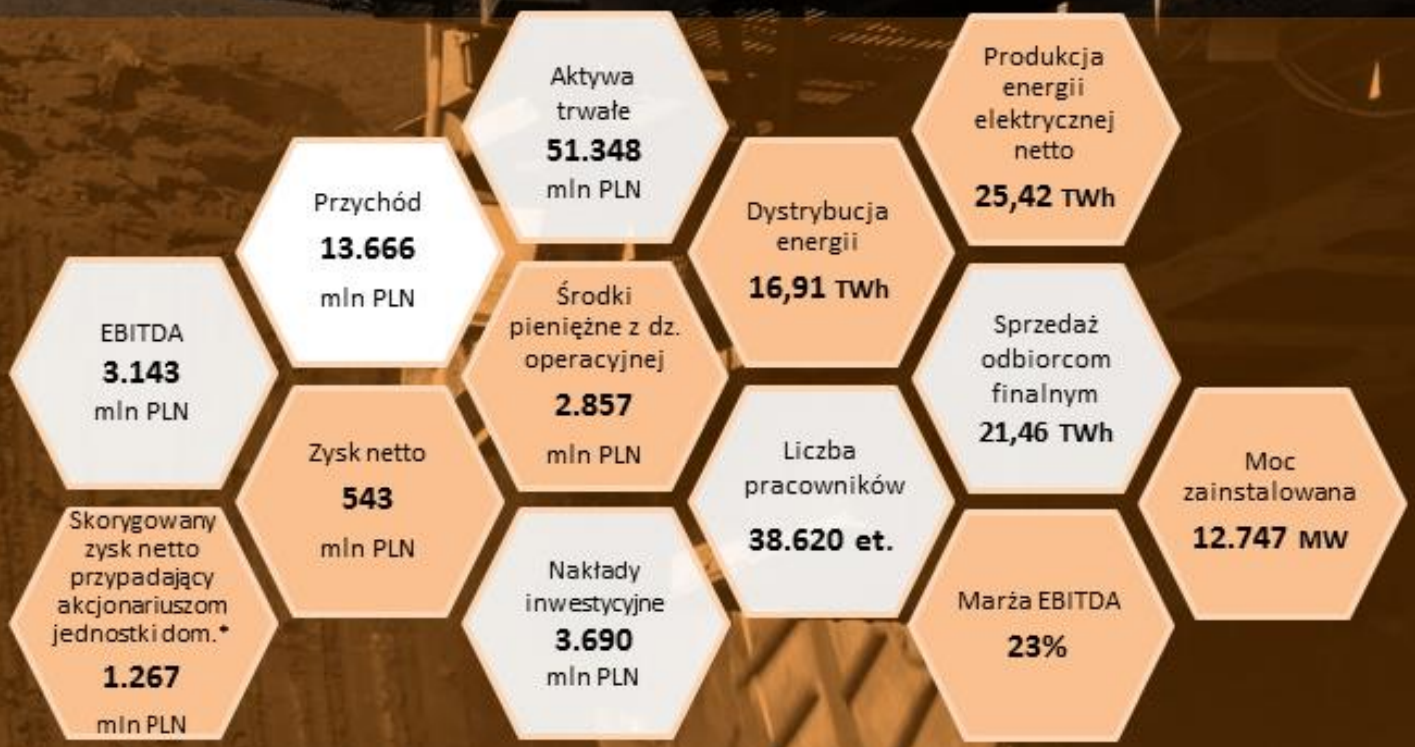 Aktywa
trwałe
51.348
mln PLN
Produkcja
energii
elektrycznej
netto
25,42 TWh
Przychód
13.666
mln PLN
Dystrybucja
energii
16,91 TWh
EBITDA
3.143
mln PLN
Środki
pieniężne z dz.
operacyjnej
2.857
mln PLN
Sprzedaż
odbiorcom
finalnym
21,46 TWh
Zysk netto
543
mln PLN
Liczba
pracowników
38.620 et.
Moc
zainstalowana
12.747 MW
Skorygowany
zysk netto
przypadający
akcjonariuszom
jednostki dom.*
1.267
mln PLN
Nakłady
inwestycyjne
3.690
mln PLN
Marża EBITDA
23%